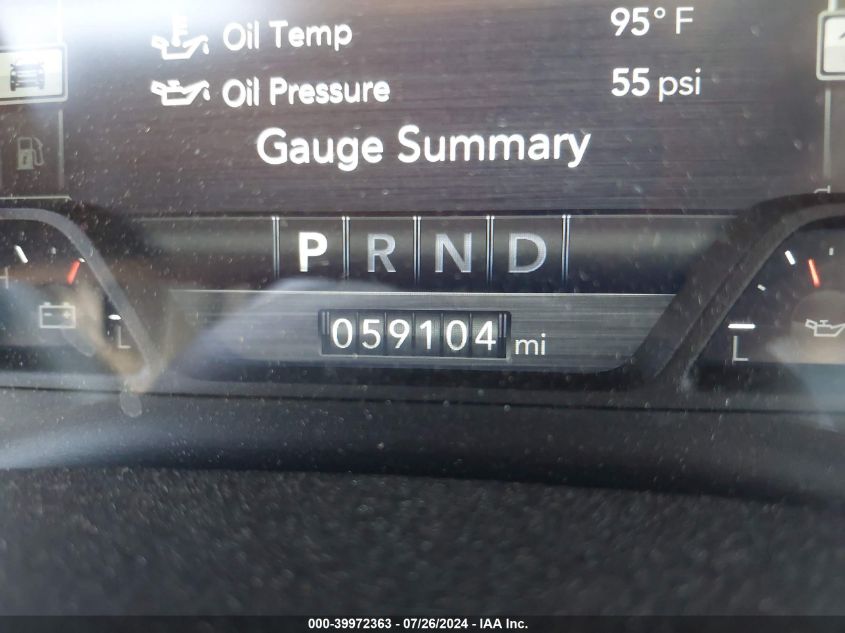 Oil Temp 95° F
Oil Pressure 55 psi
Gauge Summary
P R N D
H
059104 mi
L
L
000-39972363 - 07/26/2024 - IAA Inc.